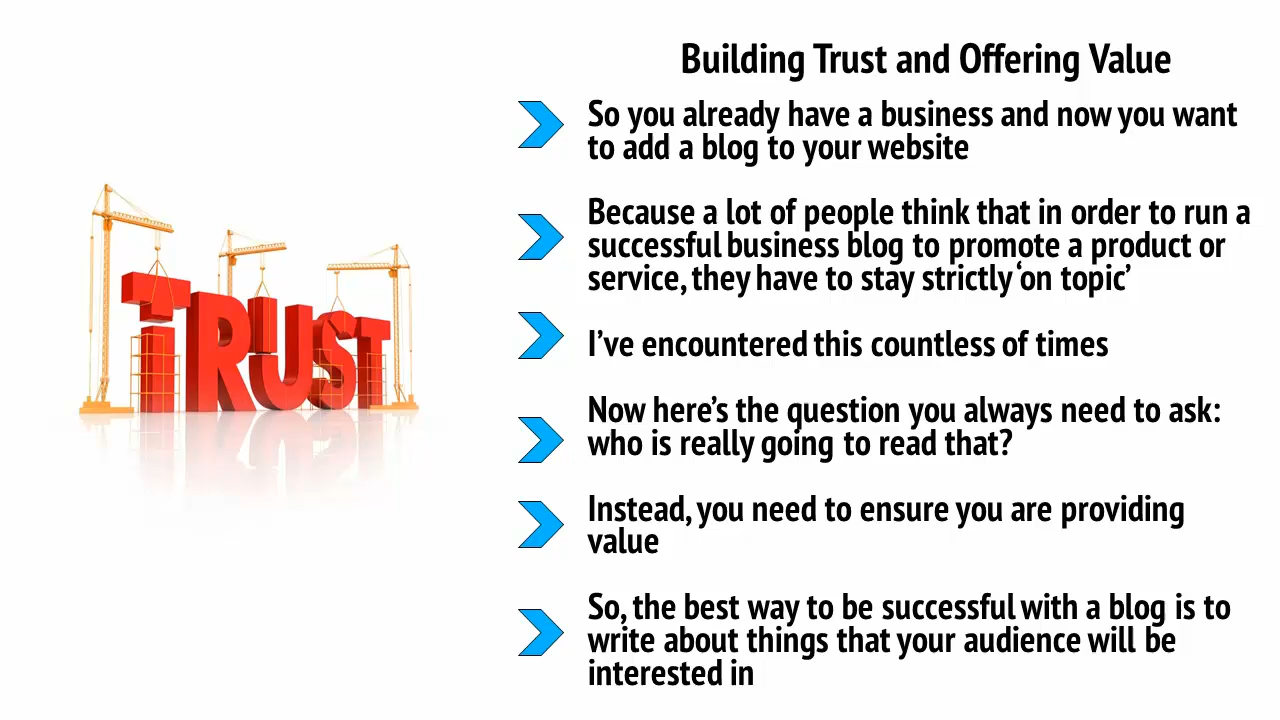 Building Trust and Offering Value
So you already have a business and now you want
to add a blog to your website
Because a lot of people think that in order to run a
successful business blog to promote a product or
service, they have to stay strictly ‘on topic’
I’ve encountered this countless of times
Now here’s the question you always need to ask:
who is really going to read that?
Instead, you need to ensure you are providing
value
So, the best way to be successful with a blog is to
write about things that your audience will be
interested in
TRUST